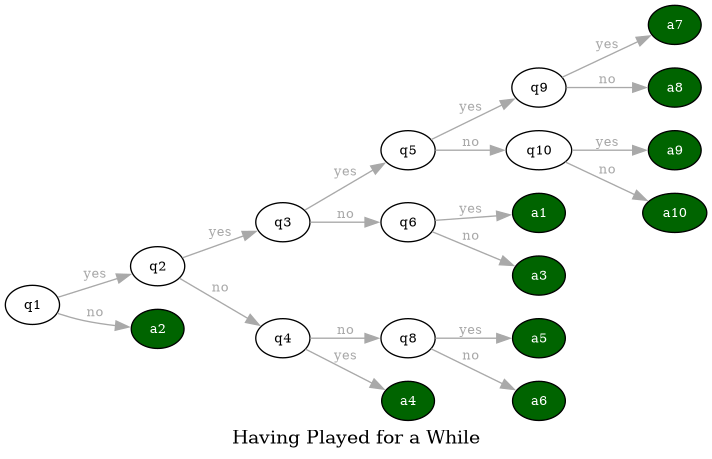 a7
yes
q9
no
a8
yes
q5
no
q10
yes
a9
no
a10
yes
q3
no
q6
yes
a1
no
a3
yes
q2
no
q1
yes
no
a2
q4
no
q8
yes
a5
no
a6
yes
a4
Having Played for a While